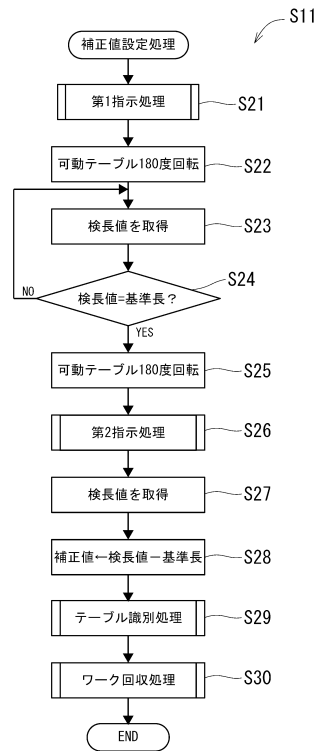 S11
補正値設定処理
第1指示処理
S21
可動テーブル180度回転
S22
検長値を取得
S23
検長値=基準長?
S24
NO
YES
可動テーブル180度回転
S25
第2指示処理
S26
検長値を取得
S27
補正値←検長値-基準長
S28
テーブル識別処理
S29
ワーク回収処理
S30
END